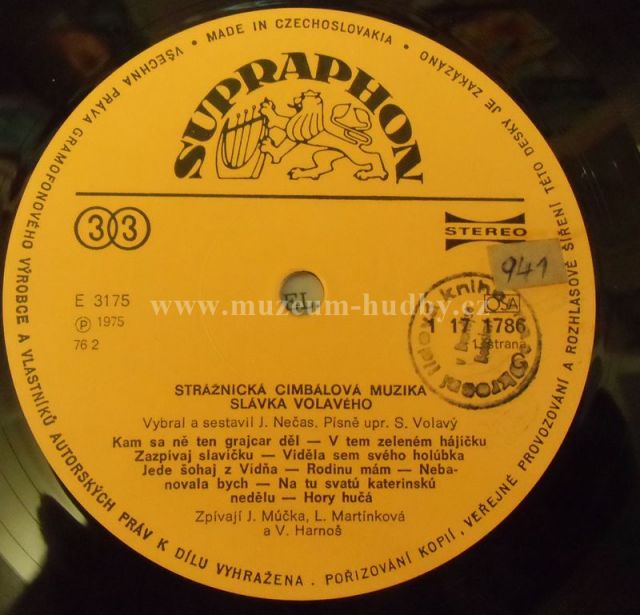 VŠECHNA PRÁVA GRAMOFONOVÉHO VÝROBCE A VLASTNÍKŮ AUTORSKÝCH PRÁV K DÍLU VYHRAŽENA . POŘIZOVÁNÍ KOPIÍ, VEŘEJNÉ PROVOZOVÁNÍ A ROZHLASOVÉ ŠÍŘENÍ TÉTO DESKY JE ZAKÁZÁNO • MADE IN CZECHOSLOVAKIA •
SUPRAPHON
33
STEREO
941
E 3175
℗ 1975
76 2
www.muzeum-hudby.cz
OSA
1 17 1786
1. strana
STRÁŽNICKÁ CIMBÁLOVÁ MUZIKA
SLÁVKA VOLAVÉHO
Vybral a sestavil J. Nečas. Písně upr. S. Volavý
Kam sa ně ten grajcar děl — V tem zeleném hájíčku
Zazpívaj slavíčku — Viděla sem svého holúbka
Jede šohaj z Vídňa — Rodinu mám — Neba-
novala bych — Na tu svatú katerinskú
nedělu — Hory hučá
Zpívají J. Múčka, L. Martínková
a V. Harnoš